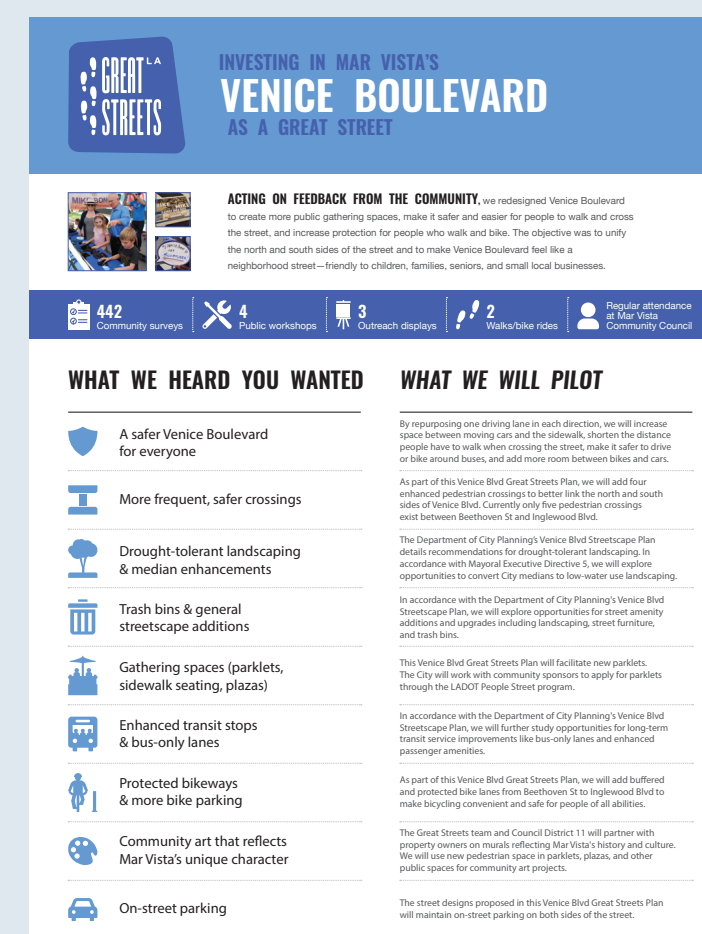 GREAT LA
STREETS
INVESTING IN MAR VISTA'S
VENICE BOULEVARD
AS A GREAT STREET
ACTING ON FEEDBACK FROM THE COMMUNITY, we redesigned Venice Boulevard
to create more public gathering spaces, make it safer and easier for people to walk and cross
the street, and increase protection for people who walk and bike. The objective was to unify
the north and south sides of the street and to make Venice Boulevard feel like a
neighborhood street—friendly to children, families, seniors, and small local businesses.
442
Community surveys
4
Public workshops
3
Outreach displays
2
Walks/bike rides
Regular attendance
at Mar Vista
Community Council
WHAT WE HEARD YOU WANTED
WHAT WE WILL PILOT
A safer Venice Boulevard
for everyone
By repurposing one driving lane in each direction, we will increase
space between moving cars and the sidewalk, shorten the distance
people have to walk when crossing the street, make it safer to drive
or bike around buses, and add more room between bikes and cars.
More frequent, safer crossings
As part of this Venice Blvd Great Streets Plan, we will add four
enhanced pedestrian crossings to better link the north and south
sides of Venice Blvd. Currently only five pedestrian crossings
exist between Beethoven St and Inglewood Blvd.
Drought-tolerant landscaping
& median enhancements
The Department of City Planning's Venice Blvd Streetscape Plan
details recommendations for drought-tolerant landscaping. In
accordance with Mayoral Executive Directive 5, we will explore
opportunities to convert City medians to low-water use landscaping.
Trash bins & general
streetscape additions
In accordance with the Department of City Planning's Venice Blvd
Streetscape Plan, we will explore opportunities for street amenity
additions and upgrades including landscaping, street furniture,
and trash bins.
Gathering spaces (parklets,
sidewalk seating, plazas)
This Venice Blvd Great Streets Plan will facilitate new parklets.
The City will work with community sponsors to apply for parklets
through the LADOT People Street program.
Enhanced transit stops
& bus-only lanes
In accordance with the Department of City Planning's Venice Blvd
Streetscape Plan, we will further study opportunities for long-term
transit service improvements like bus-only lanes and enhanced
passenger amenities.
Protected bikeways
& more bike parking
As part of this Venice Blvd Great Streets Plan, we will add buffered
and protected bike lanes from Beethoven St to Inglewood Blvd to
make bicycling convenient and safe for people of all abilities.
Community art that reflects
Mar Vista's unique character
The Great Streets team and Council District 11 will partner with
property owners on murals reflecting Mar Vista's history and culture.
We will use new pedestrian space in parklets, plazas, and other
public spaces for community art projects.
On-street parking
The street designs proposed in this Venice Blvd Great Streets Plan
will maintain on-street parking on both sides of the street.